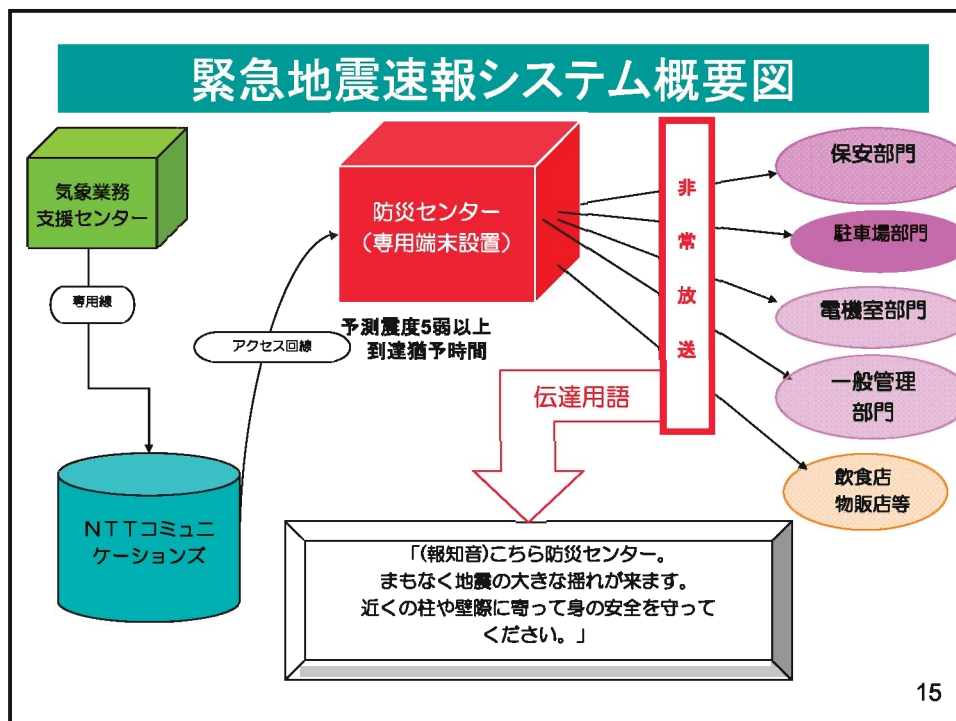 緊急地震速報システム概要図
気象業務
支援センター
専用線
NTTコミュニ
ケーションズ
アクセス回線
防災センター
(専用端末設置)
予測震度5弱以上
到達猶予時間
非
常
放
送
保安部門
駐車場部門
電機室部門
一般管理
部門
飲食店
物販店等
伝達用語
「(報知音)こちら防災センター。
まもなく地震の大きな揺れが来ます。
近くの柱や壁際に寄って身の安全を守って
ください。」
15